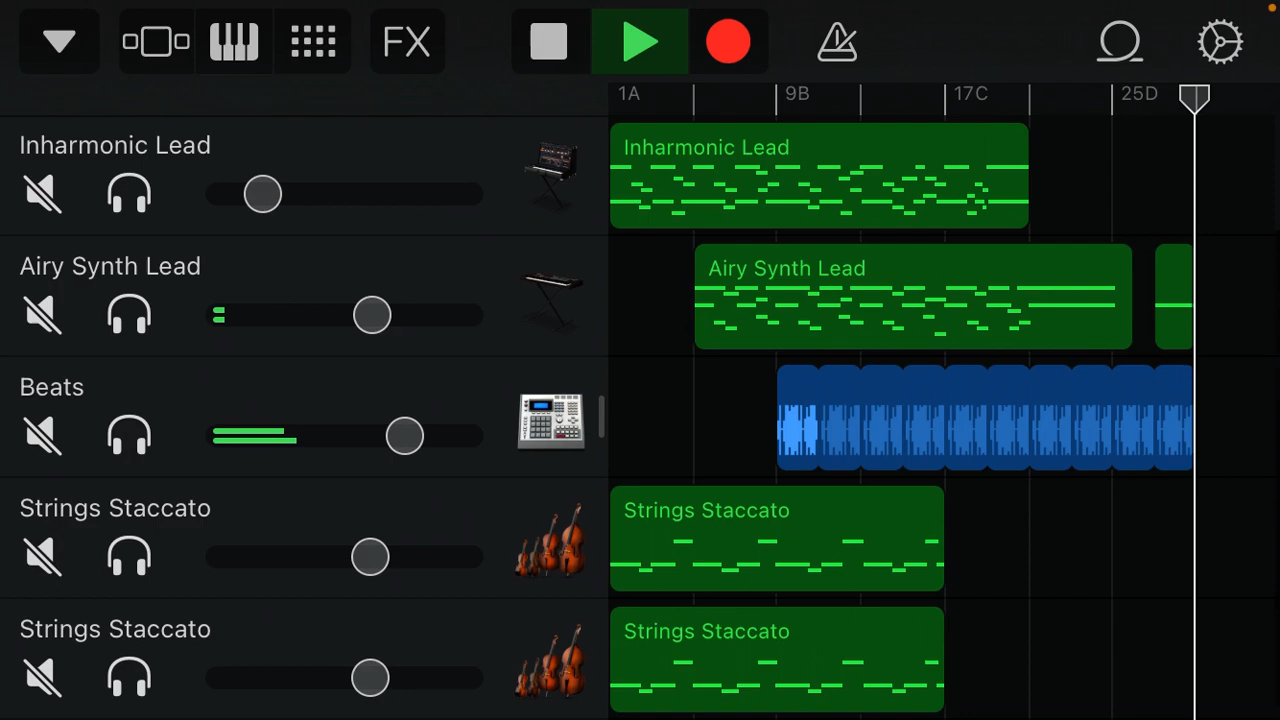 FX
1A
9B
17C
25D
Inharmonic Lead
Inharmonic Lead
Airy Synth Lead
Airy Synth Lead
Beats
Strings Staccato
Strings Staccato
Strings Staccato
Strings Staccato